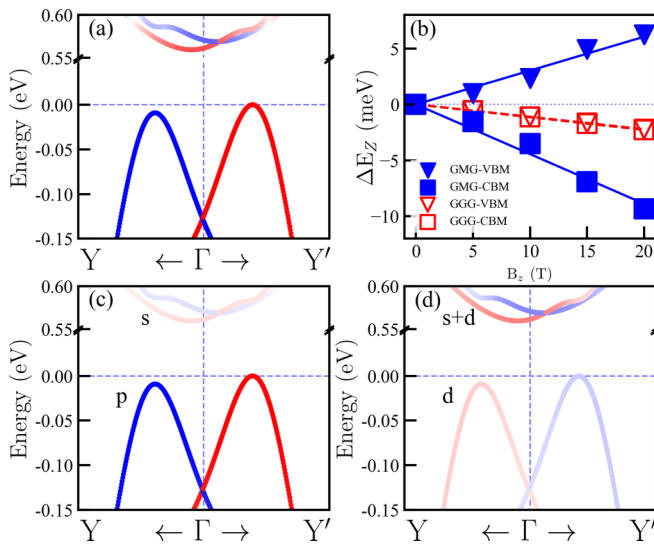 (a)
0.60
0.55
0.00
-0.05
-0.10
-0.15
Energy (eV)
Y ← Γ → Y′
(b)
5
0
−5
−10
ΔE_Z (meV)
GMG-VBM
GMG-CBM
GGG-VBM
GGG-CBM
0 5 10 15 20
B_z (T)
(c)
s
p
0.60
0.55
0.00
-0.05
-0.10
-0.15
Energy (eV)
Y ← Γ → Y′
(d)
s+d
d
0.60
0.55
0.00
-0.05
-0.10
-0.15
Energy (eV)
Y ← Γ → Y′